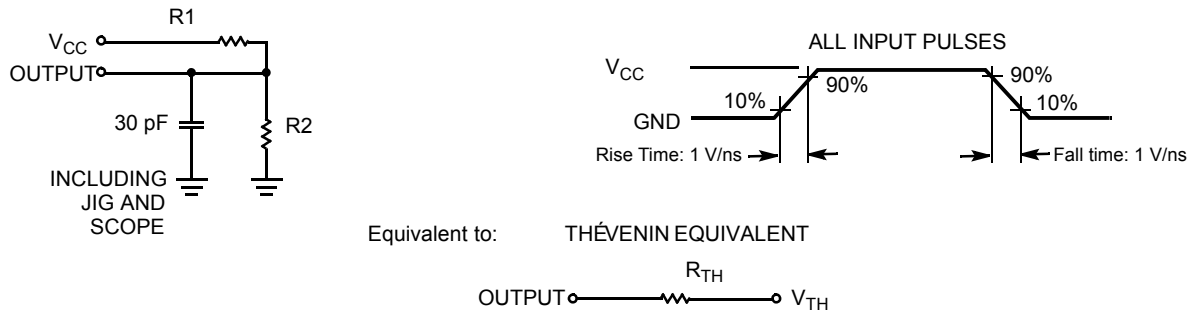 R1
V_CC
OUTPUT
30 pF
R2
INCLUDING
JIG AND
SCOPE
ALL INPUT PULSES
V_CC
GND
10%
90%
90%
10%
Rise Time: 1 V/ns
Fall time: 1 V/ns
Equivalent to: THÉVENIN EQUIVALENT
R_TH
OUTPUT V_TH